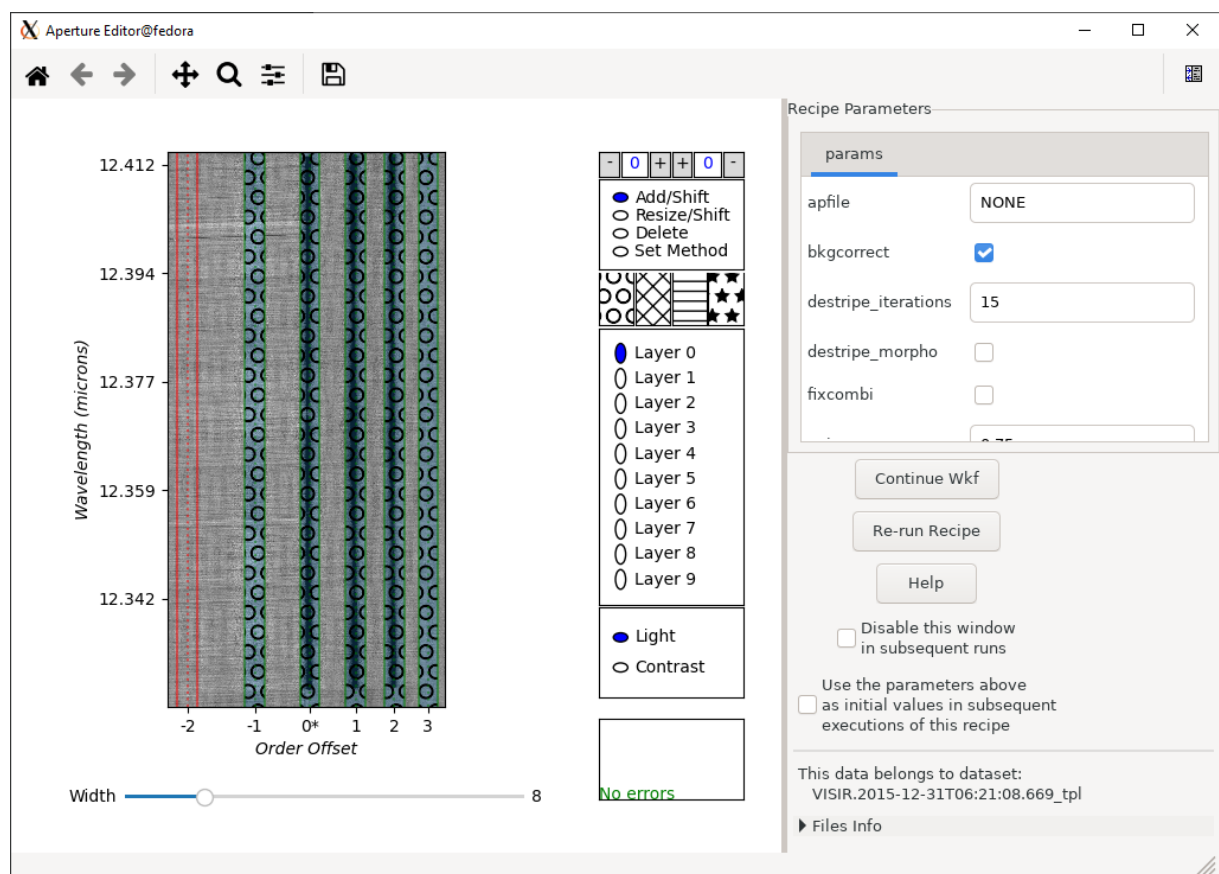 Aperture Editor@fedora
Recipe Parameters
params
apfile
NONE
bkgcorrect
destripe_iterations
15
destripe_morpho
fixcombi
- 0 + + 0 -
Add/Shift
Resize/Shift
Delete
Set Method
Layer 0
Layer 1
Layer 2
Layer 3
Layer 4
Layer 5
Layer 6
Layer 7
Layer 8
Layer 9
Light
Contrast
No errors
12.412
12.394
12.377
12.359
12.342
Wavelength (microns)
-2 -1 0* 1 2 3
Order Offset
Width
8
Continue Wkf
Re-run Recipe
Help
Disable this window
in subsequent runs
Use the parameters above
as initial values in subsequent
executions of this recipe
This data belongs to dataset:
VISIR.2015-12-31T06:21:08.669_tpl
Files Info